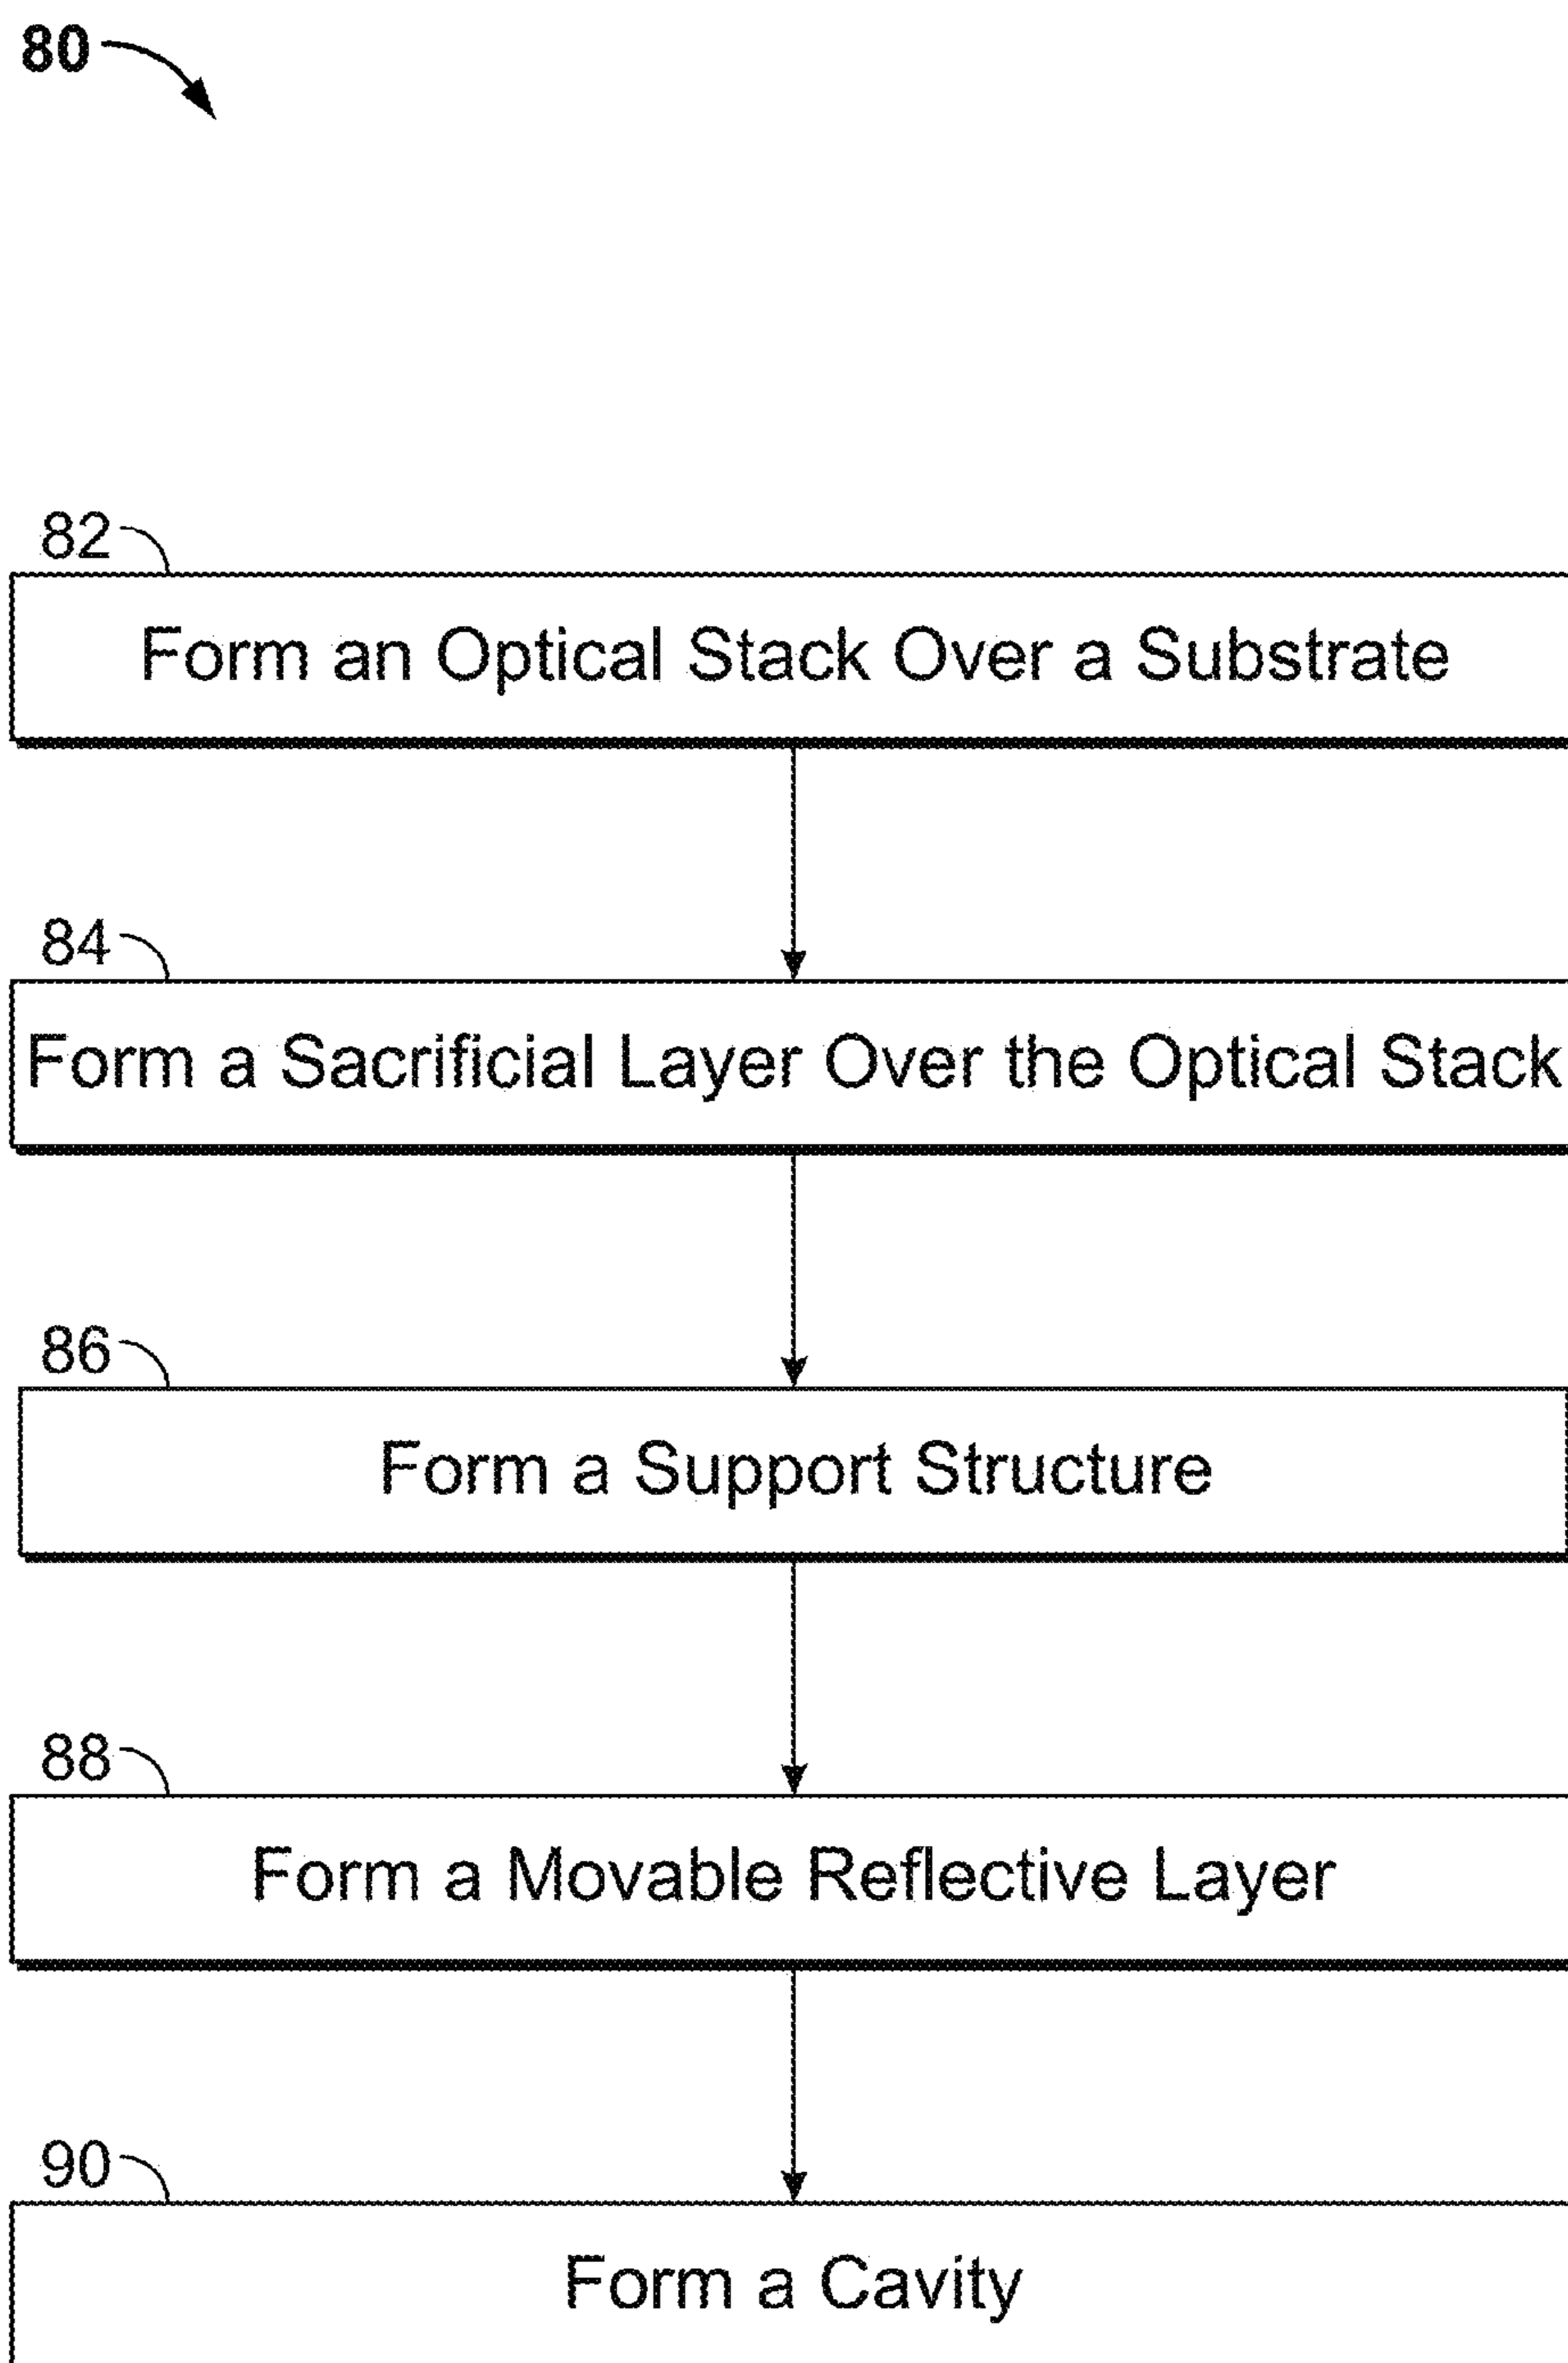 80
82
Form an Optical Stack Over a Substrate
84
Form a Sacrificial Layer Over the Optical Stack
86
Form a Support Structure
88
Form a Movable Reflective Layer
90
Form a Cavity